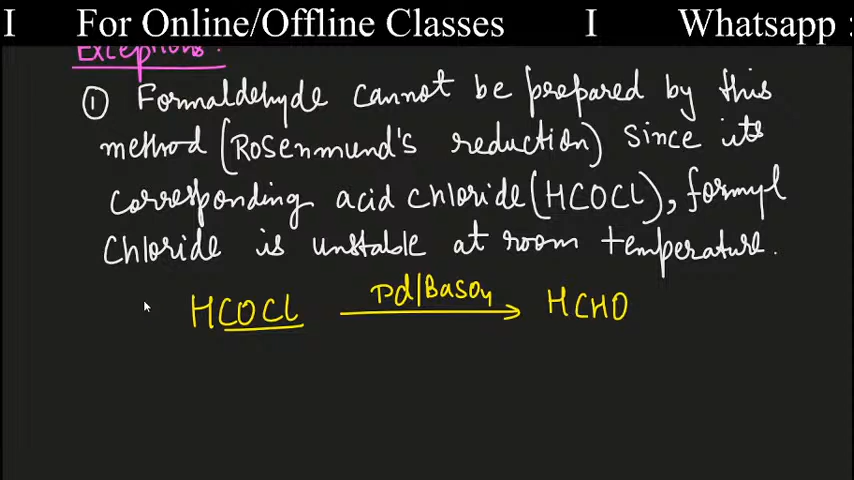 I For Online/Offline Classes I Whatsapp :
Exceptions:
① Formaldehyde cannot be prepared by this
method (Rosenmund's reduction) since its
corresponding acid chloride (HCOCl), formyl
Chloride is unstable at room temperature.
HCOCl Pd/BaSO4 → HCHO